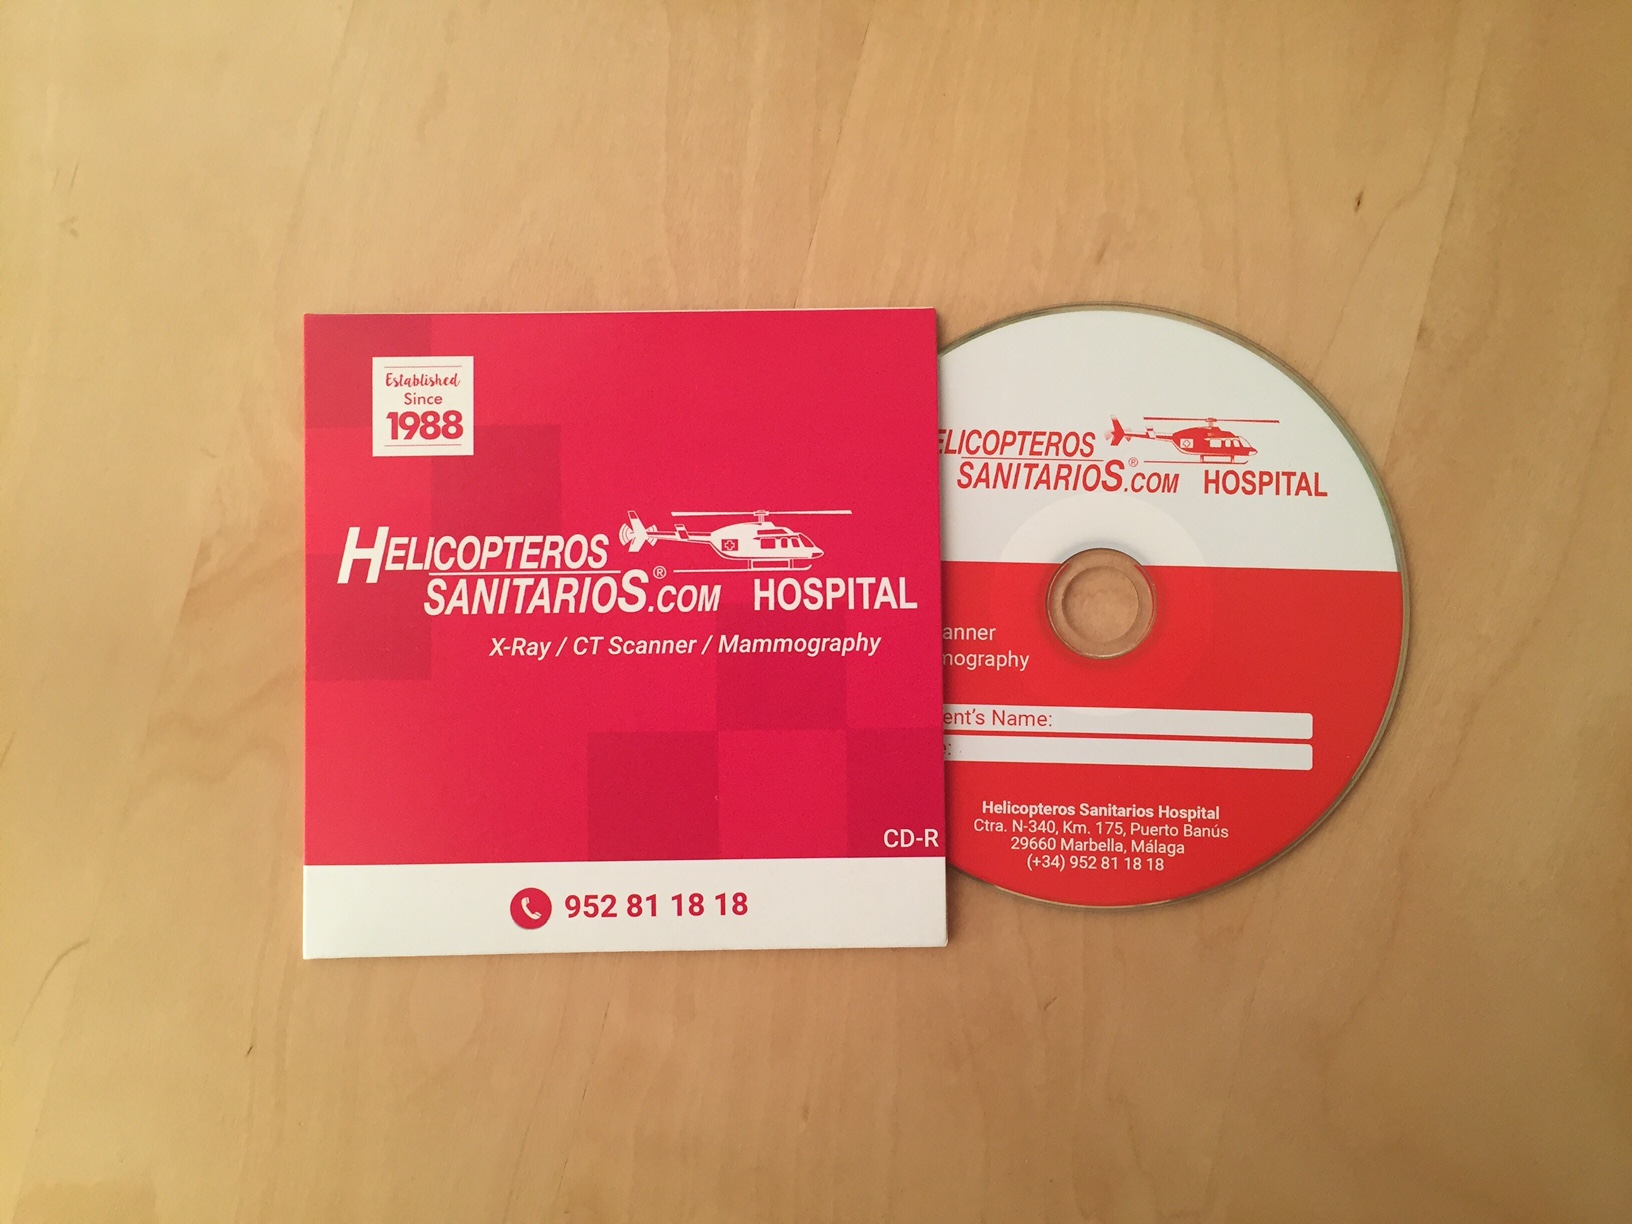 Established
Since
1988
HELICOPTEROS
SANITARIOS.COM HOSPITAL
®
X-Ray / CT Scanner / Mammography
CD-R
952 81 18 18
ELICOPTEROS
SANITARIOS.COM HOSPITAL
®
anner
mography
ent's Name:
e:
Helicopteros Sanitarios Hospital
Ctra. N-340, Km. 175, Puerto Banús
29660 Marbella, Málaga
(+34) 952 81 18 18